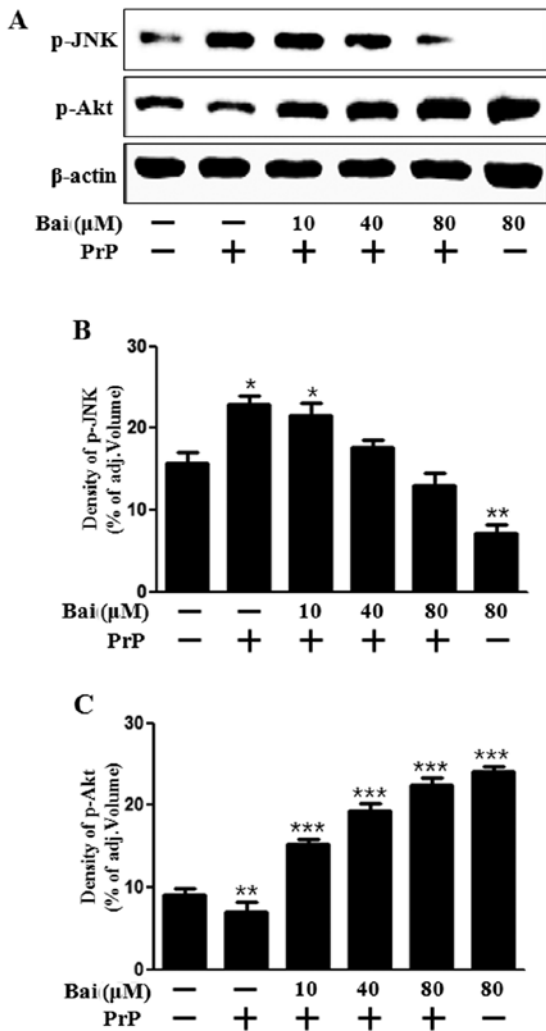 A
p-JNK
p-Akt
β-actin
Bai(μM) – – 10 40 80 80
PrP – + + + + –
B
30
20
10
0
Density of p-JNK
(% of adj.Volume)
* * **
Bai(μM) – – 10 40 80 80
PrP – + + + + –
C
30
20
10
0
Density of p-Akt
(% of adj.Volume)
** *** *** *** ***
Bai(μM) – – 10 40 80 80
PrP – + + + + –